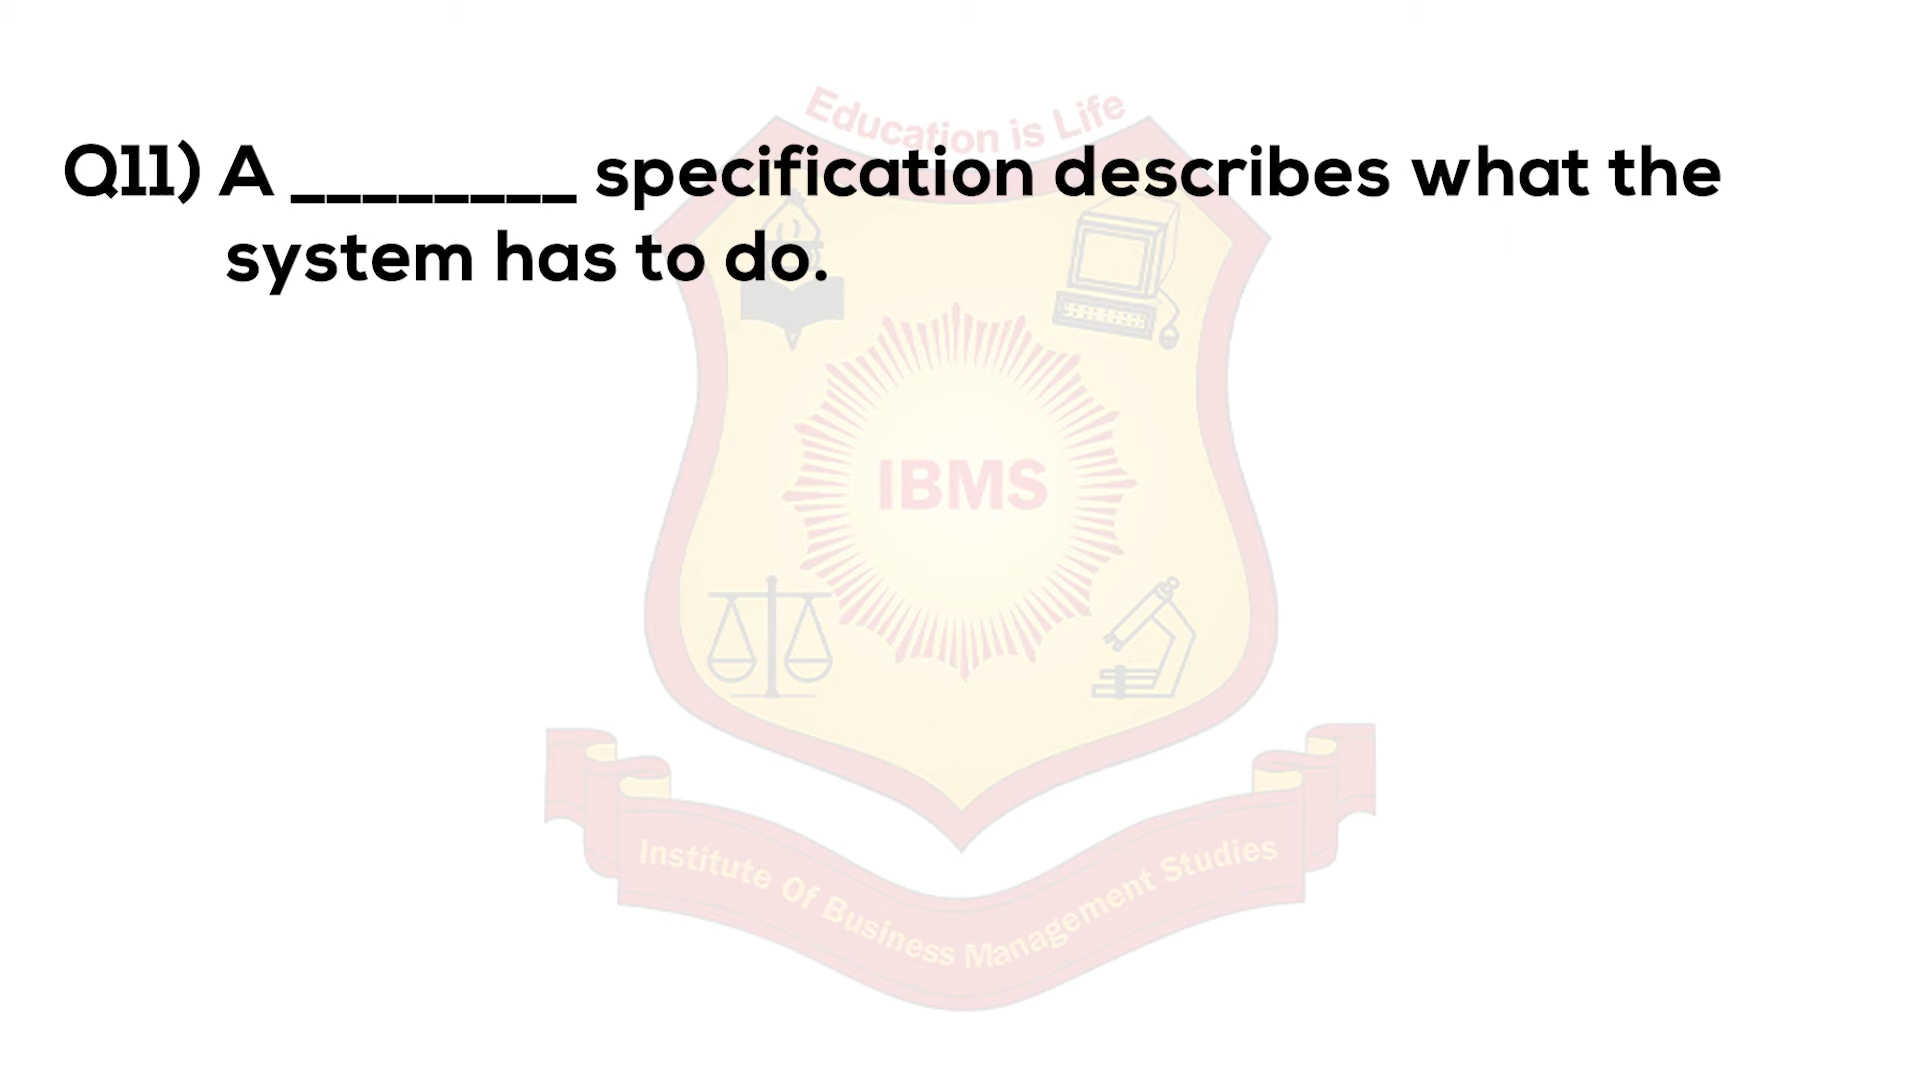 Education is Life
Q11) A ________ specification describes what the
system has to do.
IBMS
Institute Of Business Management Studies